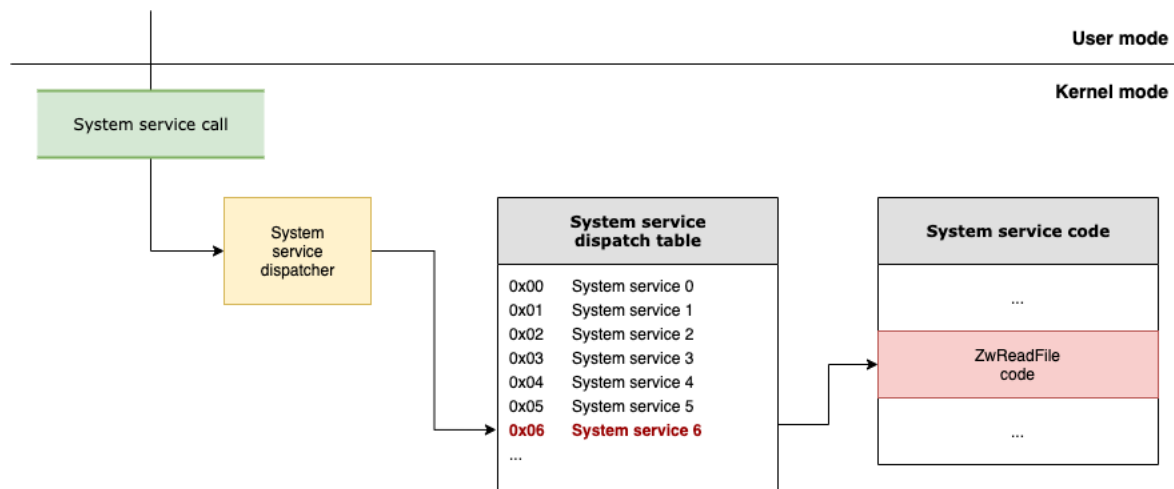 User mode
Kernel mode
System service call
System
service
dispatcher
System service
dispatch table
0x00 System service 0
0x01 System service 1
0x02 System service 2
0x03 System service 3
0x04 System service 4
0x05 System service 5
0x06 System service 6
...
System service code
...
ZwReadFile
code
...